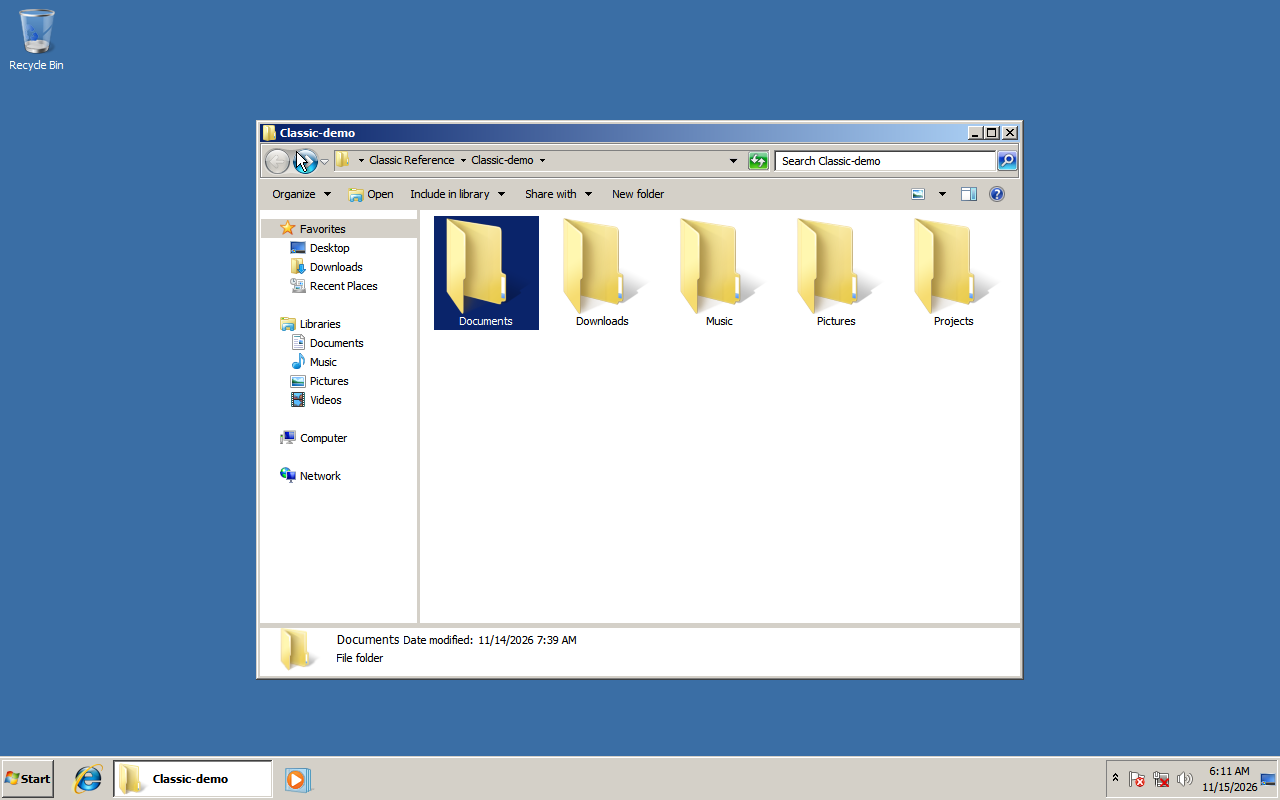 Recycle Bin
Classic-demo
Classic Reference Classic-demo Search Classic-demo
Organize Open Include in library Share with New folder
Favorites
Desktop
Downloads
Recent Places
Libraries
Documents
Music
Pictures
Videos
Computer
Network
Documents Downloads Music Pictures Projects
Documents Date modified: 11/14/2026 7:39 AM
File folder
Start Classic-demo 6:11 AM
11/15/2026